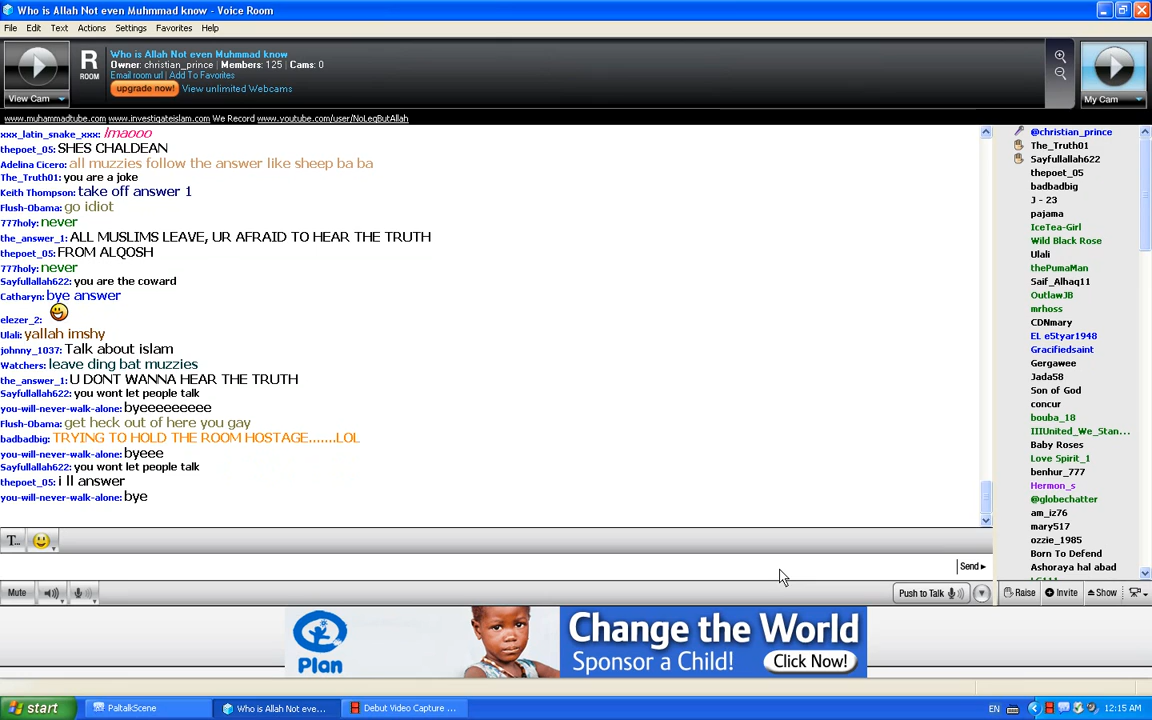 Who is Allah Not even Muhmmad know - Voice Room
File Edit Text Actions Settings Favorites Help
Who is Allah Not even Muhmmad know
R ROOM Owner: christian_prince : Members: 125 : Cams: 0
Email room url | Add To Favorites
upgrade now! View unlimited Webcams
View Cam
My Cam
www.muhammadtube.com www.investigateislam.com We Record www.youtube.com/user/NoLegButAllah
xxx_latin_snake_xxx: lmaooo
thepoet_05: SHES CHALDEAN
Adelina Cicero: all muzzies follow the answer like sheep ba ba
The_Truth01: you are a joke
Keith Thompson: take off answer 1
Flush-Obama: go idiot
777holy: never
the_answer_1: ALL MUSLIMS LEAVE, UR AFRAID TO HEAR THE TRUTH
thepoet_05: FROM ALQOSH
777holy: never
Sayfullallah622: you are the coward
Catharyn: bye answer
elezer_2:
Ulali: yallah imshy
johnny_1037: Talk about islam
Watchers: leave ding bat muzzies
the_answer_1: U DONT WANNA HEAR THE TRUTH
Sayfullallah622: you wont let people talk
you-will-never-walk-alone: byeeeeeeeee
Flush-Obama: get heck out of here you gay
badbadbig: TRYING TO HOLD THE ROOM HOSTAGE.......LOL
you-will-never-walk-alone: byeee
Sayfullallah622: you wont let people talk
thepoet_05: i ll answer
you-will-never-walk-alone: bye
@christian_prince
The_Truth01
Sayfullallah622
thepoet_05
badbadbig
J - 23
pajama
IceTea-Girl
Wild Black Rose
Ulali
thePumaMan
Saif_Alhaq11
OutlawJB
mrhoss
CDNmary
EL e5tyar1948
Gracifiedsaint
Gergawee
Jada58
Son of God
concur
bouba_18
IIIUnited_We_Stan...
Baby Roses
Love Spirit_1
benhur_777
Hermon_s
@globechatter
am_iz76
mary517
ozzie_1985
Born To Defend
Ashoraya hal abad
T...
Send
Mute
Push to Talk
Raise Invite Show
Plan
Change the World
Sponsor a Child! Click Now!
start PaltalkScene Who is Allah Not eve... Debut Video Capture ... EN 12:15 AM